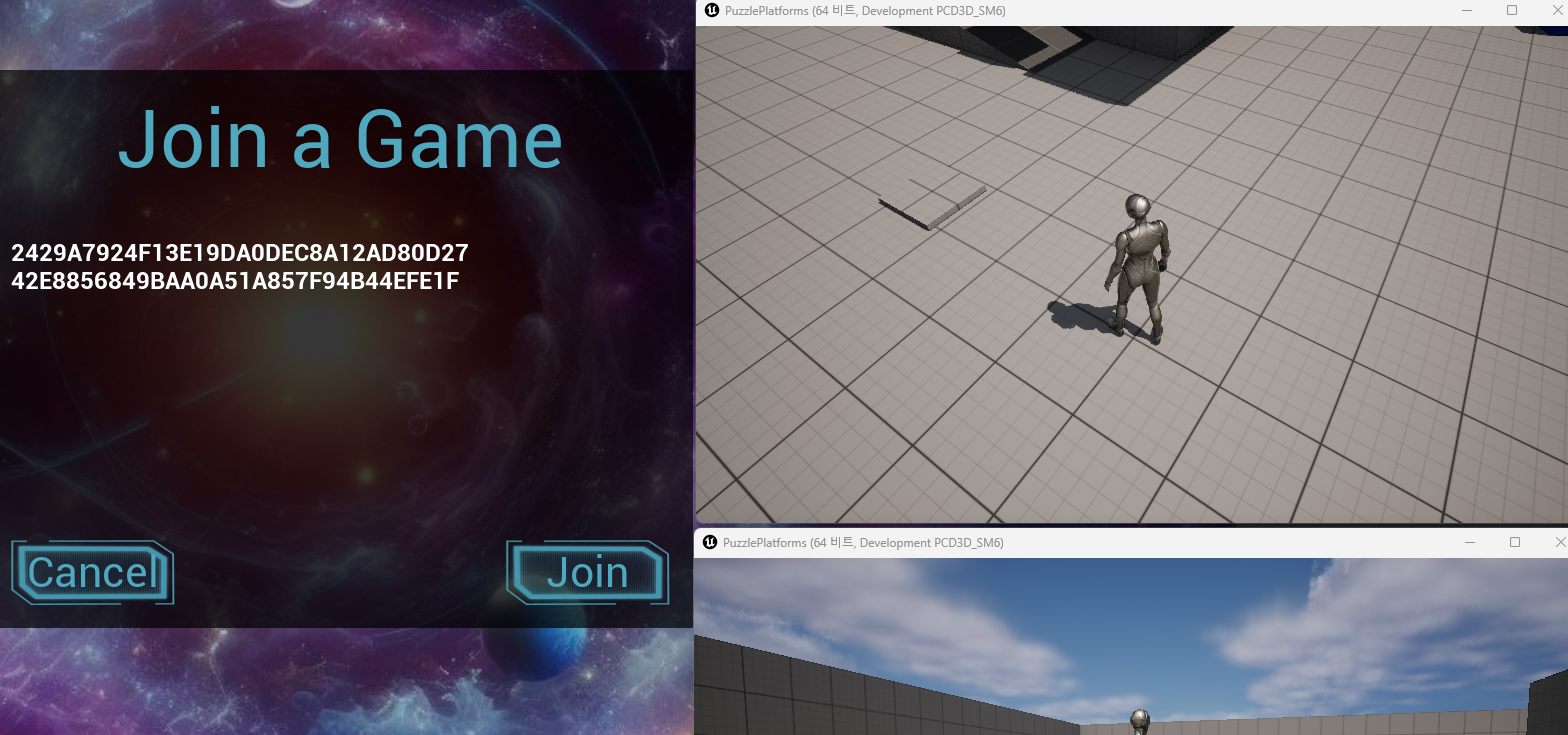 Join a Game
2429A7924F13E19DA0DEC8A12AD80D27
42E8856849BAA0A51A857F94B44EFE1F
Cancel
Join
PuzzlePlatforms (64 비트, Development PCD3D_SM6)
PuzzlePlatforms (64 비트, Development PCD3D_SM6)